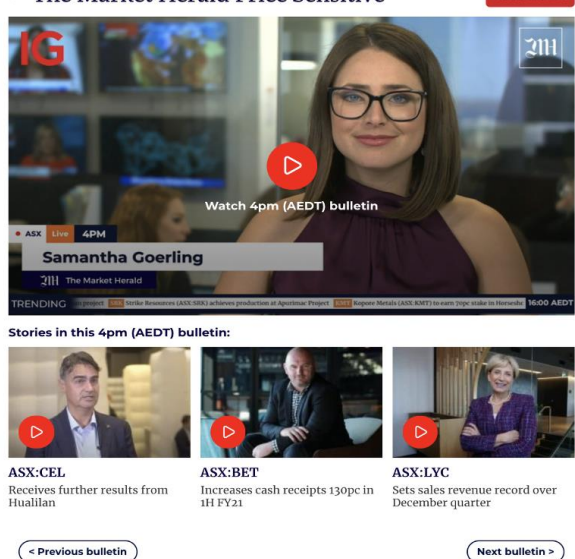 The Market Herald Price Sensitive
IG
Watch 4pm (AEDT) bulletin
ASX Live 4PM
Samantha Goerling
The Market Herald
TRENDING project SRK Strike Resources (ASX:SRK) achieves production at Apurimac Project KMT Kopore Metals (ASX:KMT) to earn 70pc stake in Horseshoe 16:00 AEDT
Stories in this 4pm (AEDT) bulletin:
ASX:CEL
Receives further results from
Hualilan
ASX:BET
Increases cash receipts 130pc in
1H FY21
ASX:LYC
Sets sales revenue record over
December quarter
< Previous bulletin
Next bulletin >